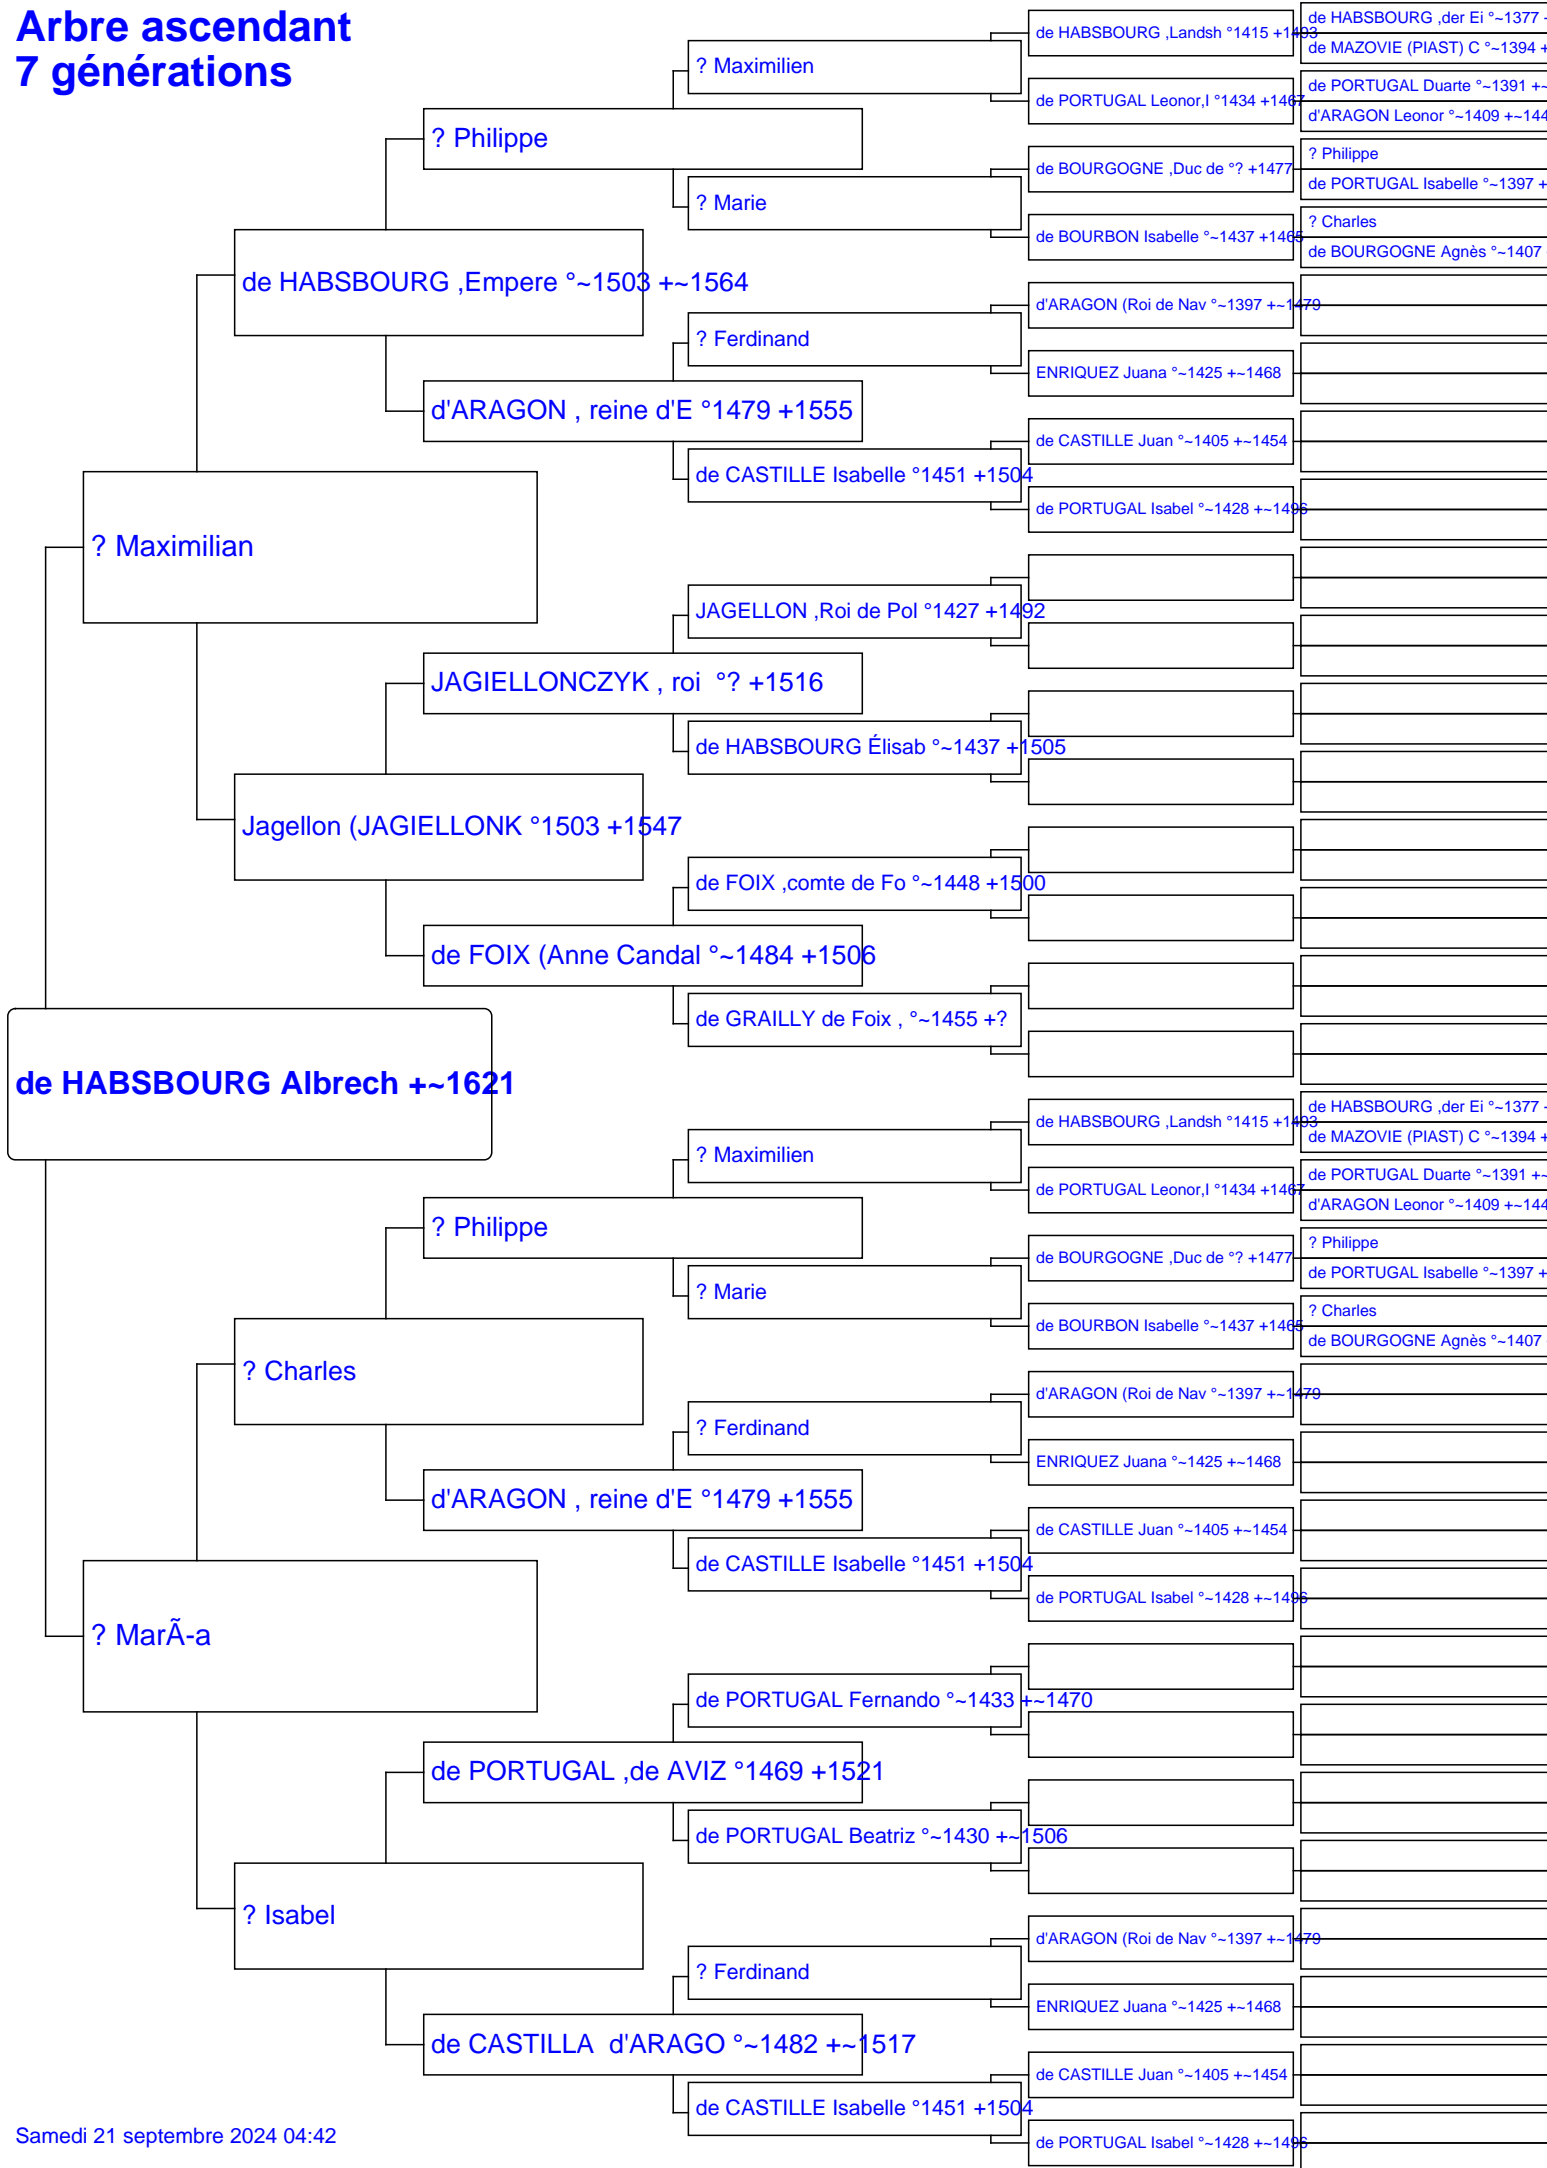 Arbre ascendant
7 générations
de HABSBOURG ,Landsh °1415 +1493
de HABSBOURG ,der Ei °~1377 -
de MAZOVIE (PIAST) C °~1394 +
? Maximilien
de PORTUGAL Leonor,I °1434 +1467
de PORTUGAL Duarte °~1391 +~
d'ARAGON Leonor °~1409 +~144
? Philippe
de BOURGOGNE ,Duc de °? +1477
? Philippe
de PORTUGAL Isabelle °~1397 +
? Marie
de BOURBON Isabelle °~1437 +1465
? Charles
de BOURGOGNE Agnès °~1407
de HABSBOURG ,Empere °~1503 +~1564
d'ARAGON (Roi de Nav °~1397 +~1479
? Ferdinand
ENRIQUEZ Juana °~1425 +~1468
d'ARAGON , reine d'E °1479 +1555
de CASTILLE Juan °~1405 +~1454
de CASTILLE Isabelle °1451 +1504
de PORTUGAL Isabel °~1428 +~1496
? Maximilian
JAGELLON ,Roi de Pol °1427 +1492
JAGIELLONCZYK , roi  °? +1516
de HABSBOURG Élisab °~1437 +1505
Jagellon (JAGIELLONK °1503 +1547
de FOIX ,comte de Fo °~1448 +1500
de FOIX (Anne Candal °~1484 +1506
de GRAILLY de Foix , °~1455 +?
de HABSBOURG Albrech +~1621
de HABSBOURG ,Landsh °1415 +1493
de HABSBOURG ,der Ei °~1377 -
de MAZOVIE (PIAST) C °~1394 +
? Maximilien
de PORTUGAL Leonor,I °1434 +1467
de PORTUGAL Duarte °~1391 +~
d'ARAGON Leonor °~1409 +~144
? Philippe
de BOURGOGNE ,Duc de °? +1477
? Philippe
de PORTUGAL Isabelle °~1397 +
? Marie
de BOURBON Isabelle °~1437 +1465
? Charles
de BOURGOGNE Agnès °~1407
? Charles
d'ARAGON (Roi de Nav °~1397 +~1479
? Ferdinand
ENRIQUEZ Juana °~1425 +~1468
d'ARAGON , reine d'E °1479 +1555
de CASTILLE Juan °~1405 +~1454
de CASTILLE Isabelle °1451 +1504
de PORTUGAL Isabel °~1428 +~1496
? MarÃ-a
de PORTUGAL Fernando °~1433 +~1470
de PORTUGAL ,de AVIZ °1469 +1521
de PORTUGAL Beatriz °~1430 +~1506
? Isabel
d'ARAGON (Roi de Nav °~1397 +~1479
? Ferdinand
ENRIQUEZ Juana °~1425 +~1468
de CASTILLA  d'ARAGO °~1482 +~1517
de CASTILLE Juan °~1405 +~1454
de CASTILLE Isabelle °1451 +1504
de PORTUGAL Isabel °~1428 +~1496
Samedi 21 septembre 2024 04:42